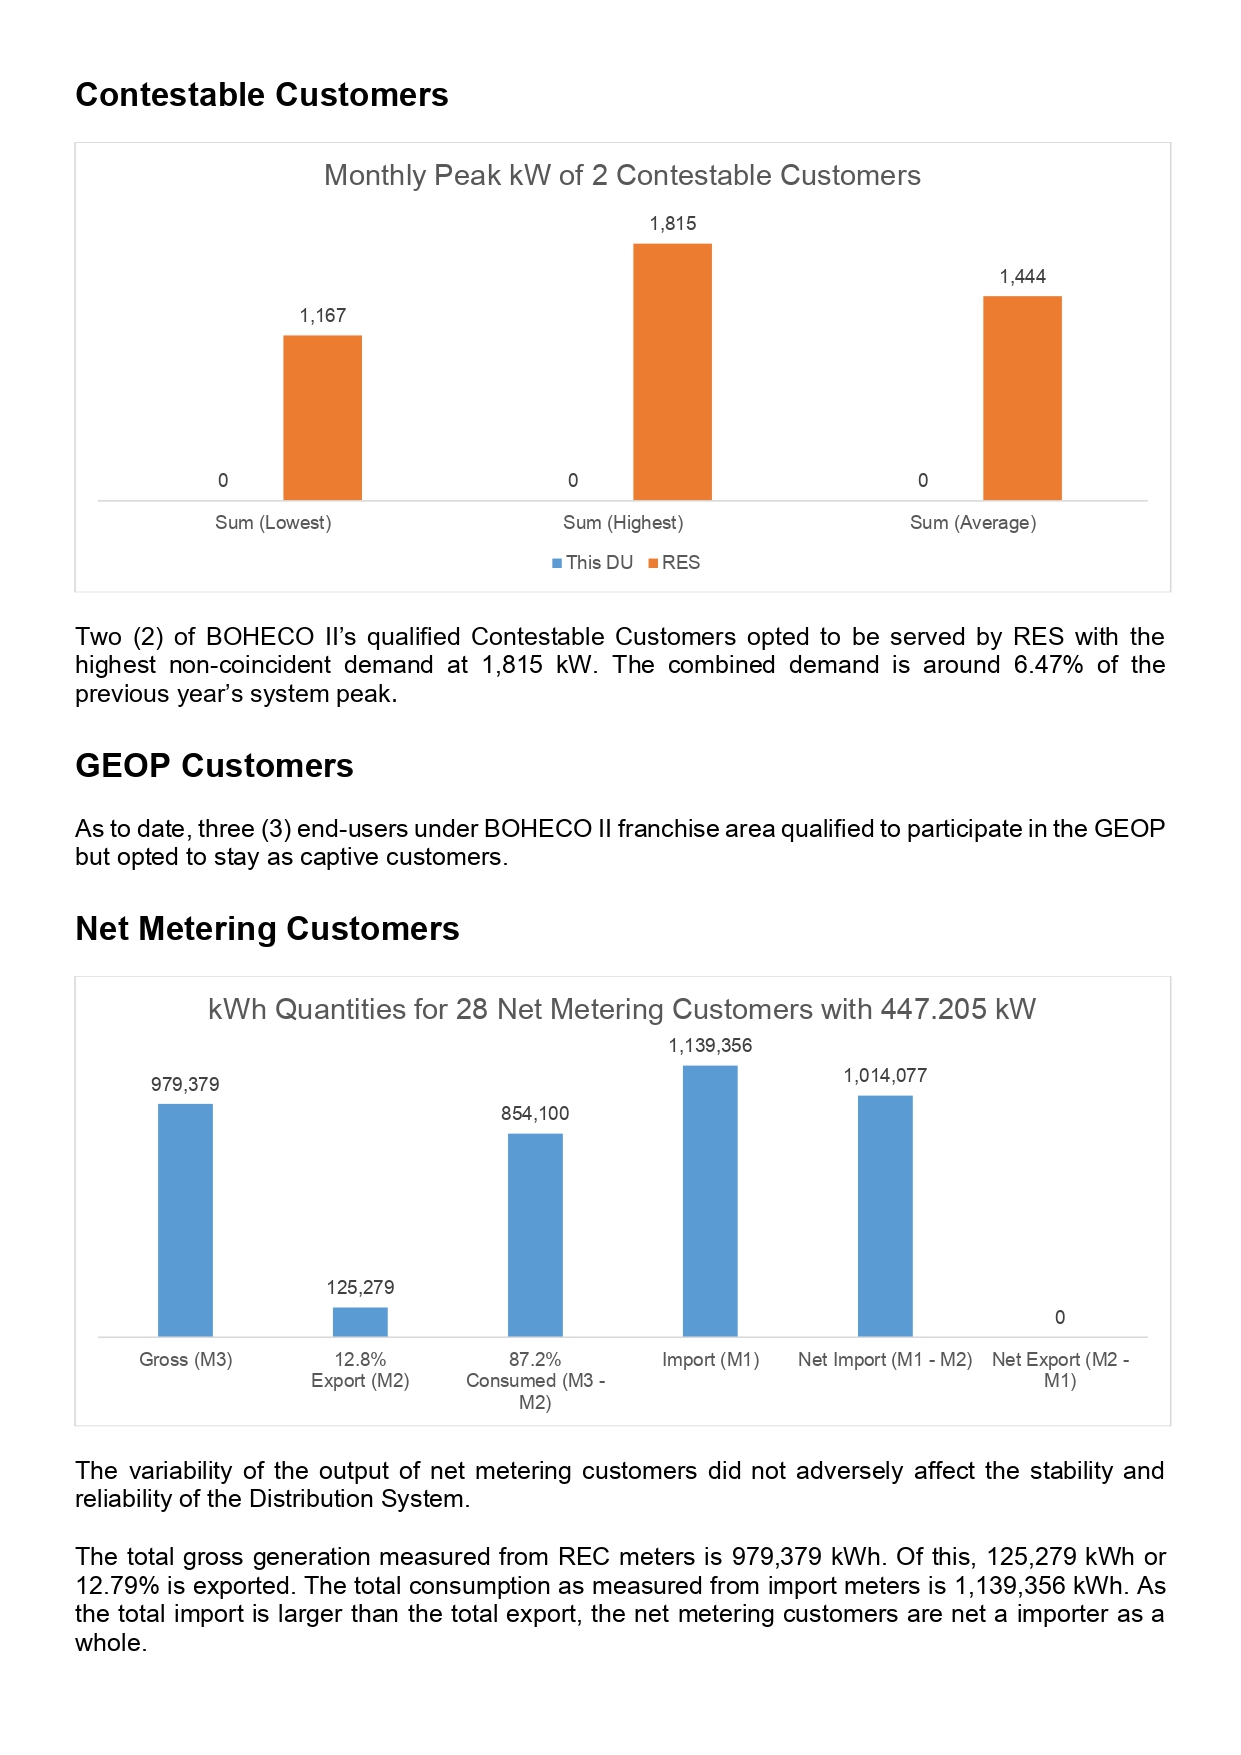 Contestable Customers
Monthly Peak kW of 2 Contestable Customers
1,815
1,444
1,167
0
0
0
Sum (Lowest)
Sum (Highest)
Sum (Average)
This DU
RES
Two (2) of BOHECO II’s qualified Contestable Customers opted to be served by RES with the
highest non-coincident demand at 1,815 kW. The combined demand is around 6.47% of the
previous year’s system peak.
GEOP Customers
As to date, three (3) end-users under BOHECO II franchise area qualified to participate in the GEOP
but opted to stay as captive customers.
Net Metering Customers
kWh Quantities for 28 Net Metering Customers with 447.205 kW
1,139,356
1,014,077
979,379
854,100
125,279
0
Gross (M3)
12.8%
Export (M2)
87.2%
Consumed (M3 -
M2)
Import (M1)
Net Import (M1 - M2)
Net Export (M2 -
M1)
The variability of the output of net metering customers did not adversely affect the stability and
reliability of the Distribution System.
The total gross generation measured from REC meters is 979,379 kWh. Of this, 125,279 kWh or
12.79% is exported. The total consumption as measured from import meters is 1,139,356 kWh. As
the total import is larger than the total export, the net metering customers are net a importer as a
whole.